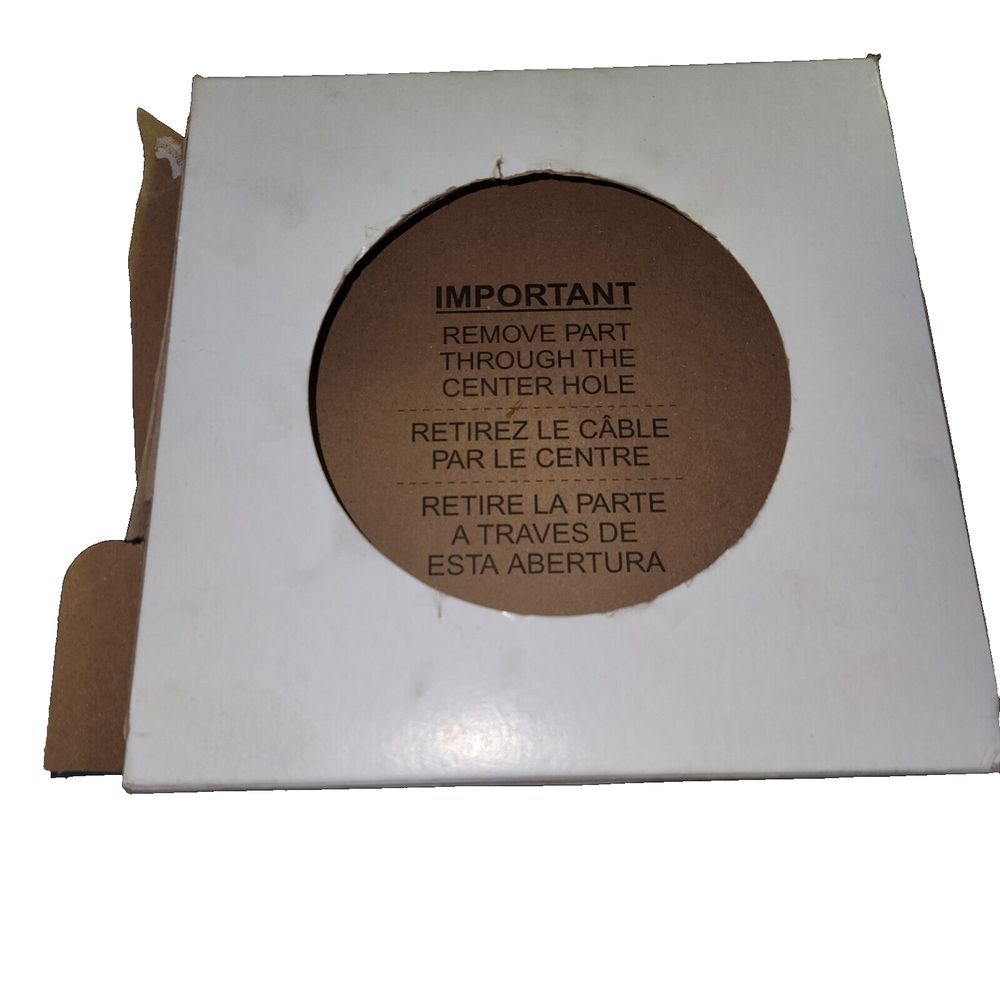 IMPORTANT
REMOVE PART
THROUGH THE
CENTER HOLE
RETIREZ LE CÂBLE
PAR LE CENTRE
RETIRE LA PARTE
A TRAVES DE
ESTA ABERTURA